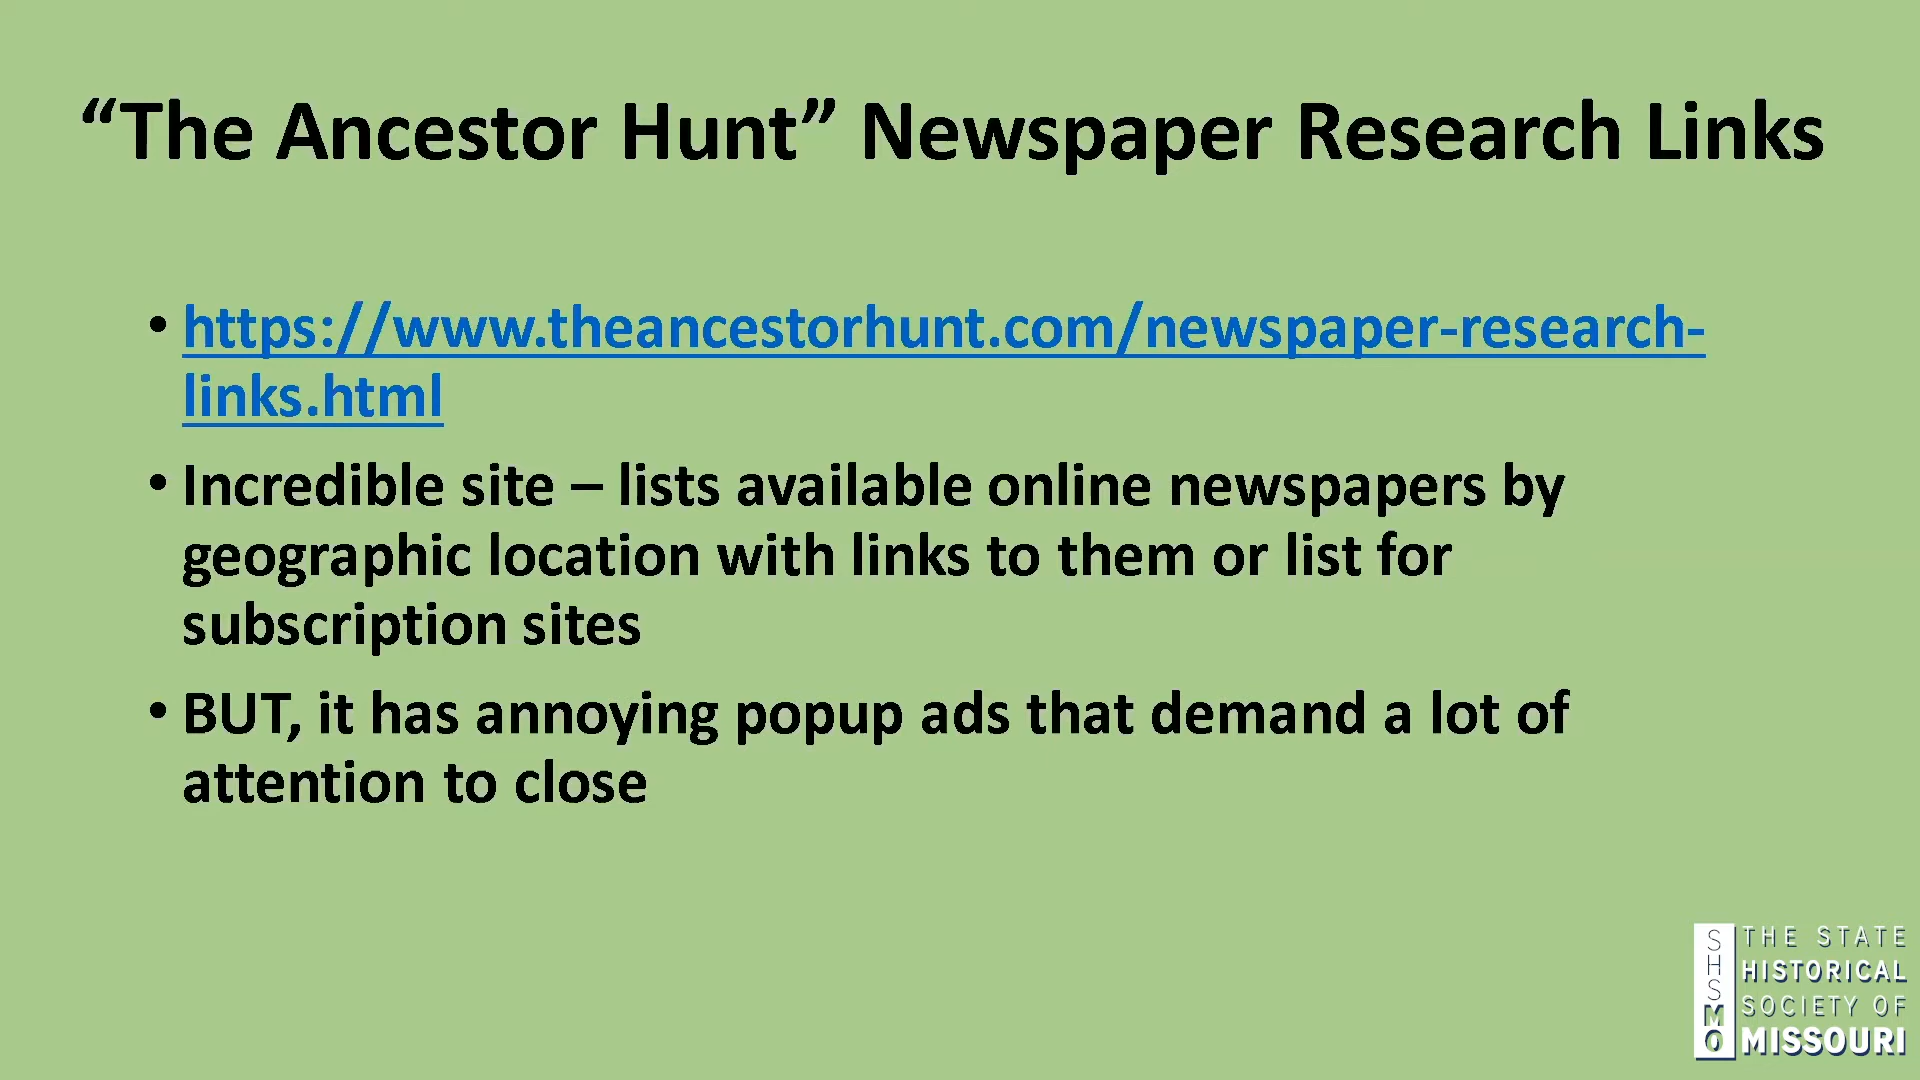 “The Ancestor Hunt” Newspaper Research Links
• https://www.theancestorhunt.com/newspaper-research-
links.html
• Incredible site – lists available online newspapers by
geographic location with links to them or list for
subscription sites
• BUT, it has annoying popup ads that demand a lot of
attention to close
SHSMO
THE STATE
HISTORICAL
SOCIETY OF
MISSOURI